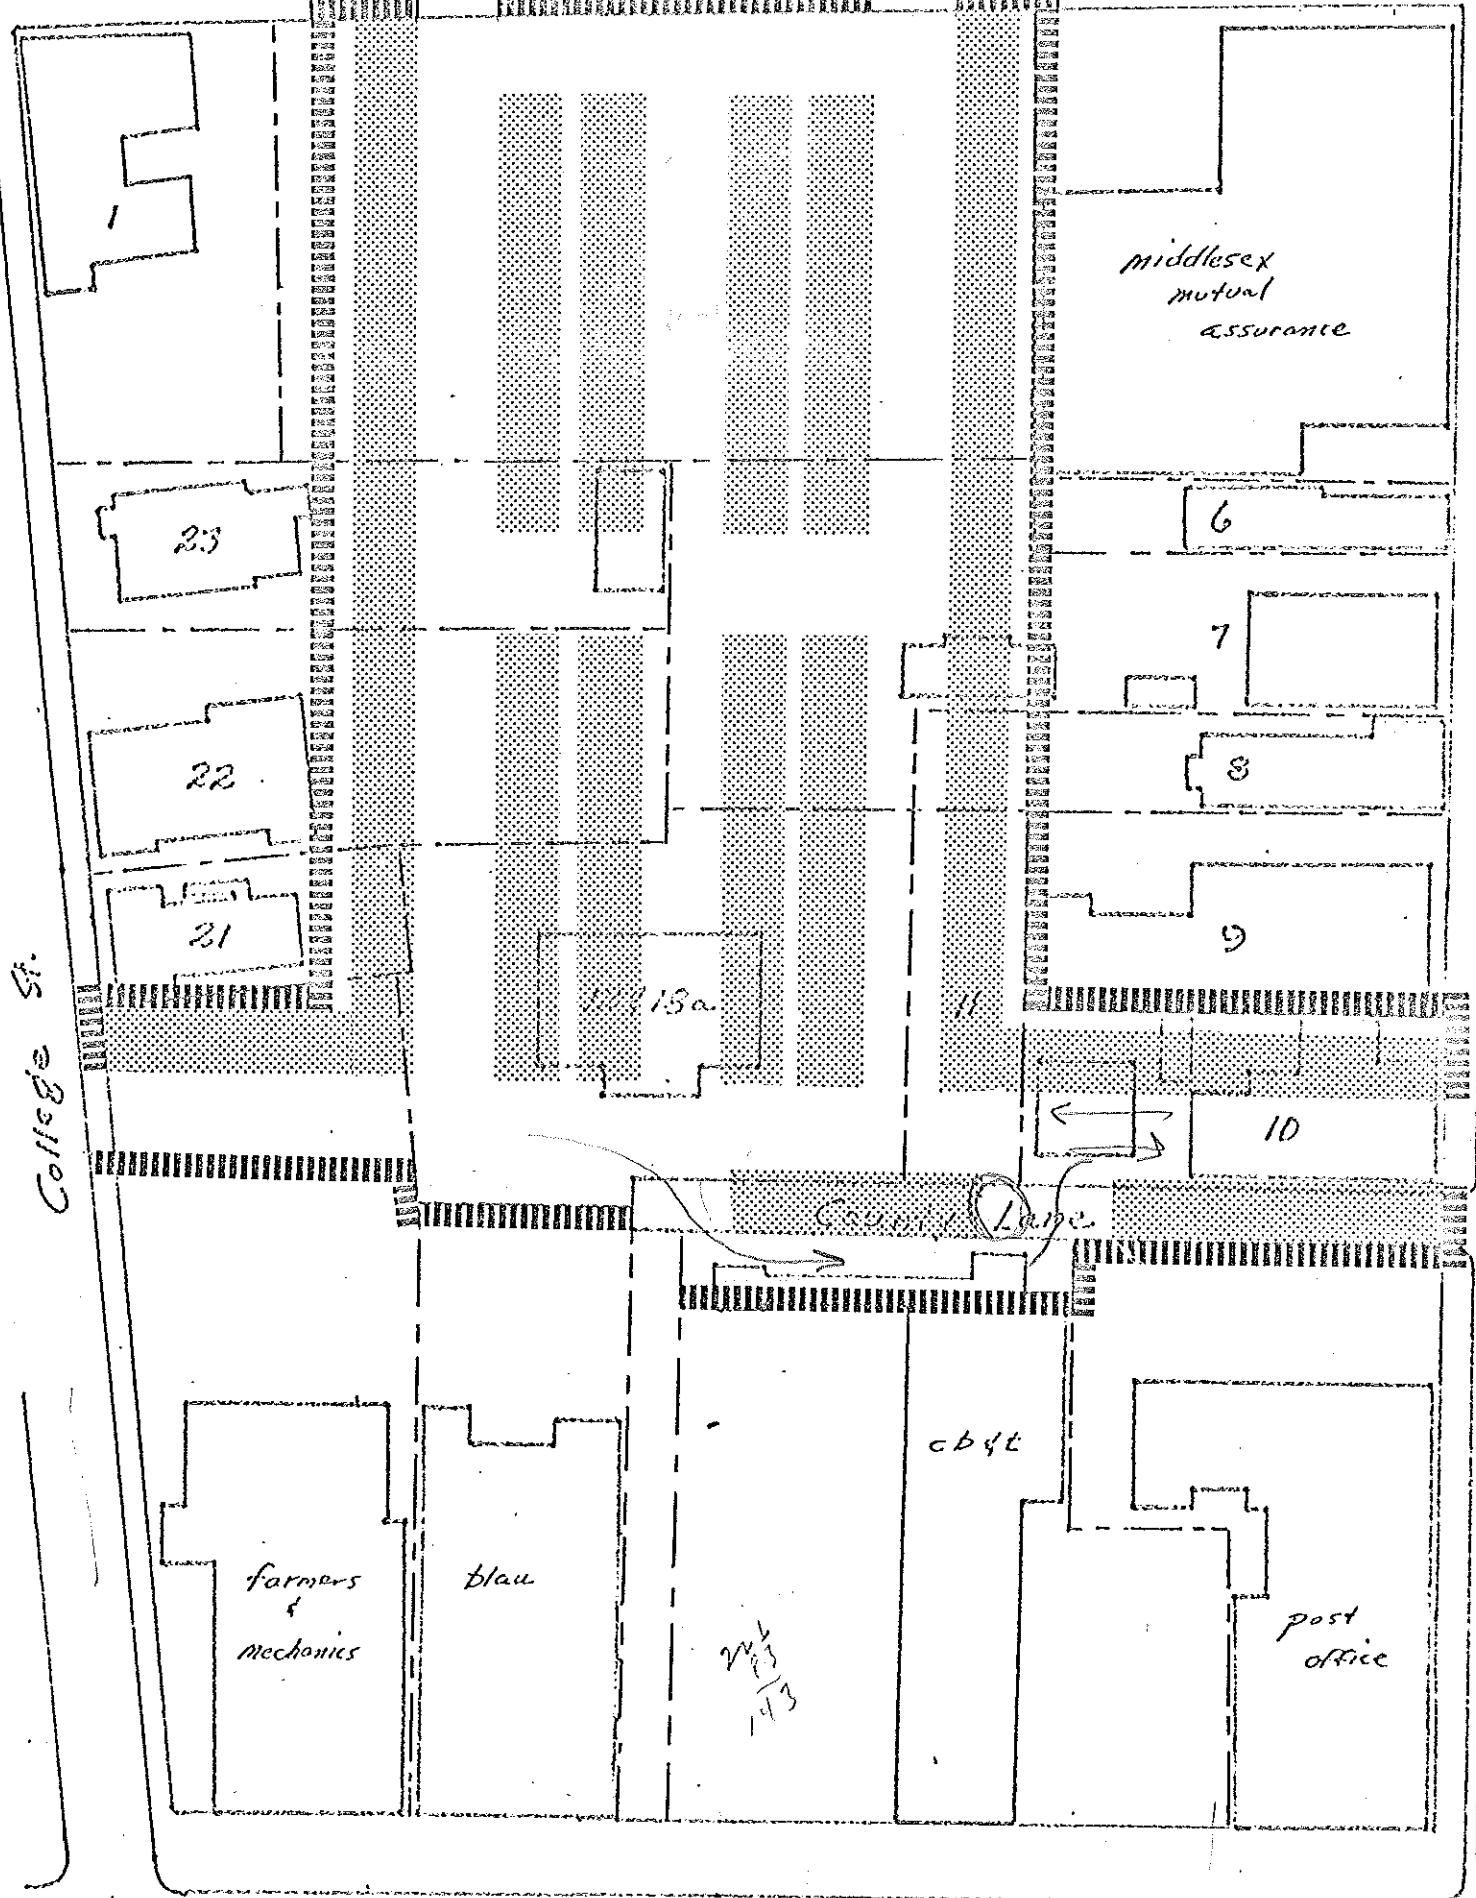 1
middlesex
mutual
assurance
23
6
7
22
8
21
9
11
10
College St.
County Lane
cb&t
farmers
&
mechanics
blau
post
office
143